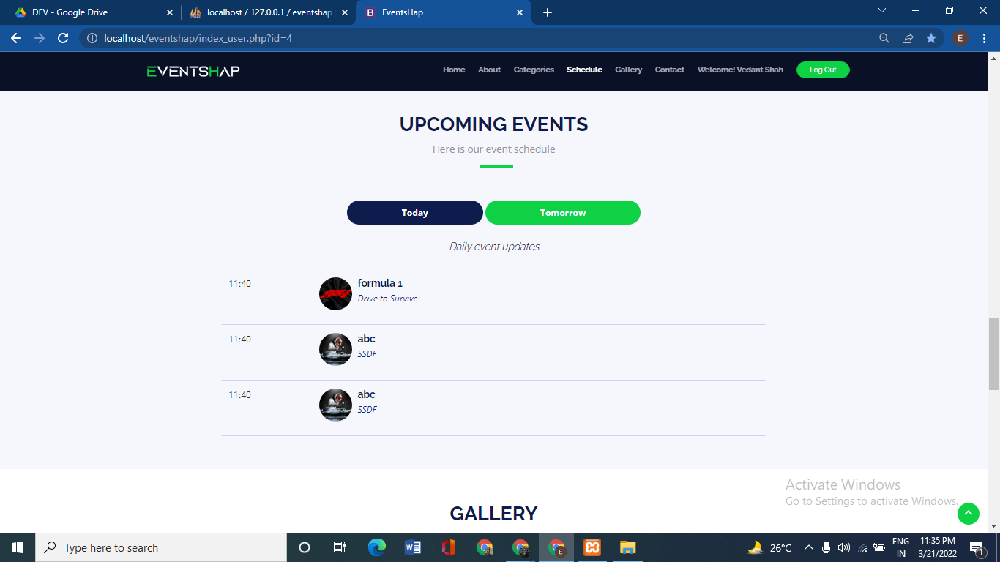 DEV - Google Drive
localhost / 127.0.0.1 / eventshap
B EventsHap
localhost/eventshap/index_user.php?id=4
E
EVENTSHAP
Home About Categories Schedule Gallery Contact Welcome! Vedant Shah Log Out
UPCOMING EVENTS
Here is our event schedule
Today Tomorrow
Daily event updates
11:40 formula 1
Drive to Survive
11:40 abc
SSDF
11:40 abc
SSDF
GALLERY
Activate Windows
Go to Settings to activate Windows.
Type here to search
E
26°C
ENG
IN
11:35 PM
3/21/2022
1